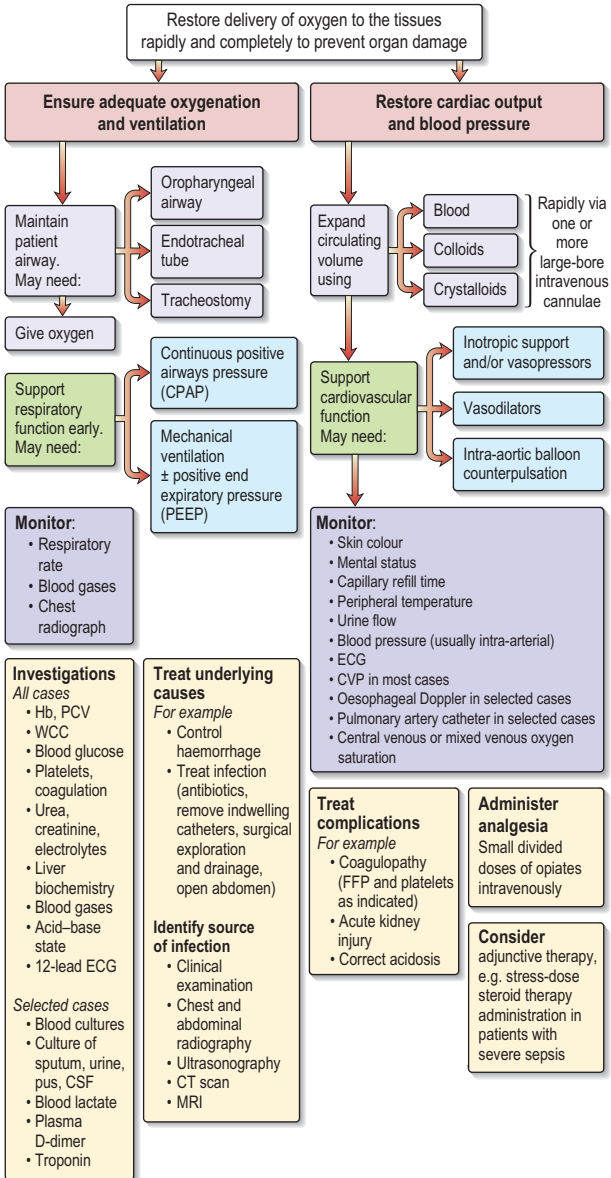 Restore delivery of oxygen to the tissues
rapidly and completely to prevent organ damage
Ensure adequate oxygenation
and ventilation
Maintain
patient
airway.
May need:
Oropharyngeal
airway
Endotracheal
tube
Tracheostomy
Give oxygen
Support
respiratory
function early.
May need:
Continuous positive
airways pressure
(CPAP)
Mechanical
ventilation
± positive end
expiratory pressure
(PEEP)
Monitor:
• Respiratory
rate
• Blood gases
• Chest
radiograph
Restore cardiac output
and blood pressure
Expand
circulating
volume
using
Blood
Colloids
Crystalloids
Rapidly via
one or
more
large-bore
intravenous
cannulae
Support
cardiovascular
function
May need:
Inotropic support
and/or vasopressors
Vasodilators
Intra-aortic balloon
counterpulsation
Monitor:
• Skin colour
• Mental status
• Capillary refill time
• Peripheral temperature
• Urine flow
• Blood pressure (usually intra-arterial)
• ECG
• CVP in most cases
• Oesophageal Doppler in selected cases
• Pulmonary artery catheter in selected cases
• Central venous or mixed venous oxygen
saturation
Investigations
All cases
• Hb, PCV
• WCC
• Blood glucose
• Platelets,
coagulation
• Urea,
creatinine,
electrolytes
• Liver
biochemistry
• Blood gases
• Acid–base
state
• 12-lead ECG
Selected cases
• Blood cultures
• Culture of
sputum, urine,
pus, CSF
• Blood lactate
• Plasma
D-dimer
• Troponin
Treat underlying
causes
For example
• Control
haemorrhage
• Treat infection
(antibiotics,
remove indwelling
catheters, surgical
exploration
and drainage,
open abdomen)
Identify source
of infection
• Clinical
examination
• Chest and
abdominal
radiography
• Ultrasonography
• CT scan
• MRI
Treat
complications
For example
• Coagulopathy
(FFP and platelets
as indicated)
• Acute kidney
injury
• Correct acidosis
Administer
analgesia
Small divided
doses of opiates
intravenously
Consider
adjunctive therapy,
e.g. stress-dose
steroid therapy
administration in
patients with
severe sepsis